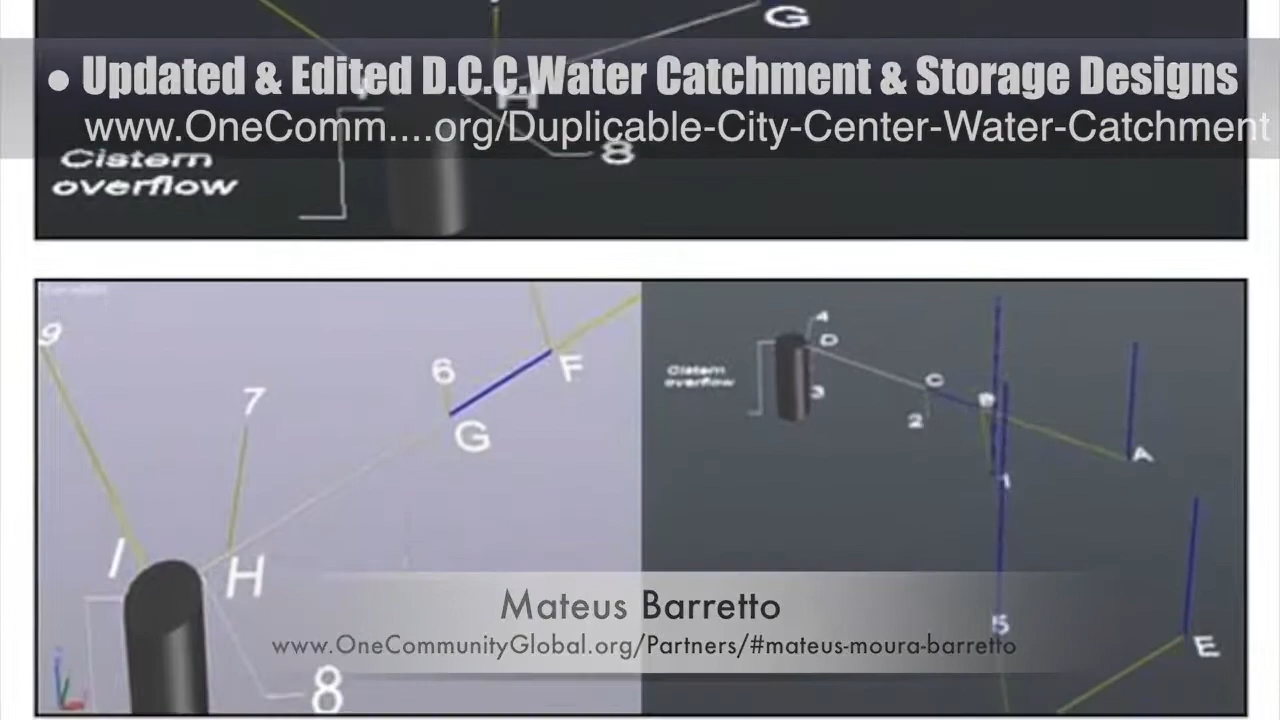 G
● Updated & Edited D.C.C.Water Catchment & Storage Designs
H
www.OneComm....org/Duplicable-City-Center-Water-Catchment
Cistern
overflow
8
9
6
F
7
G
I
H
8
4
D
Cistern
overflow
3
C
2
B
A
1
5
E
Mateus Barretto
www.OneCommunityGlobal.org/Partners/#mateus-moura-barretto